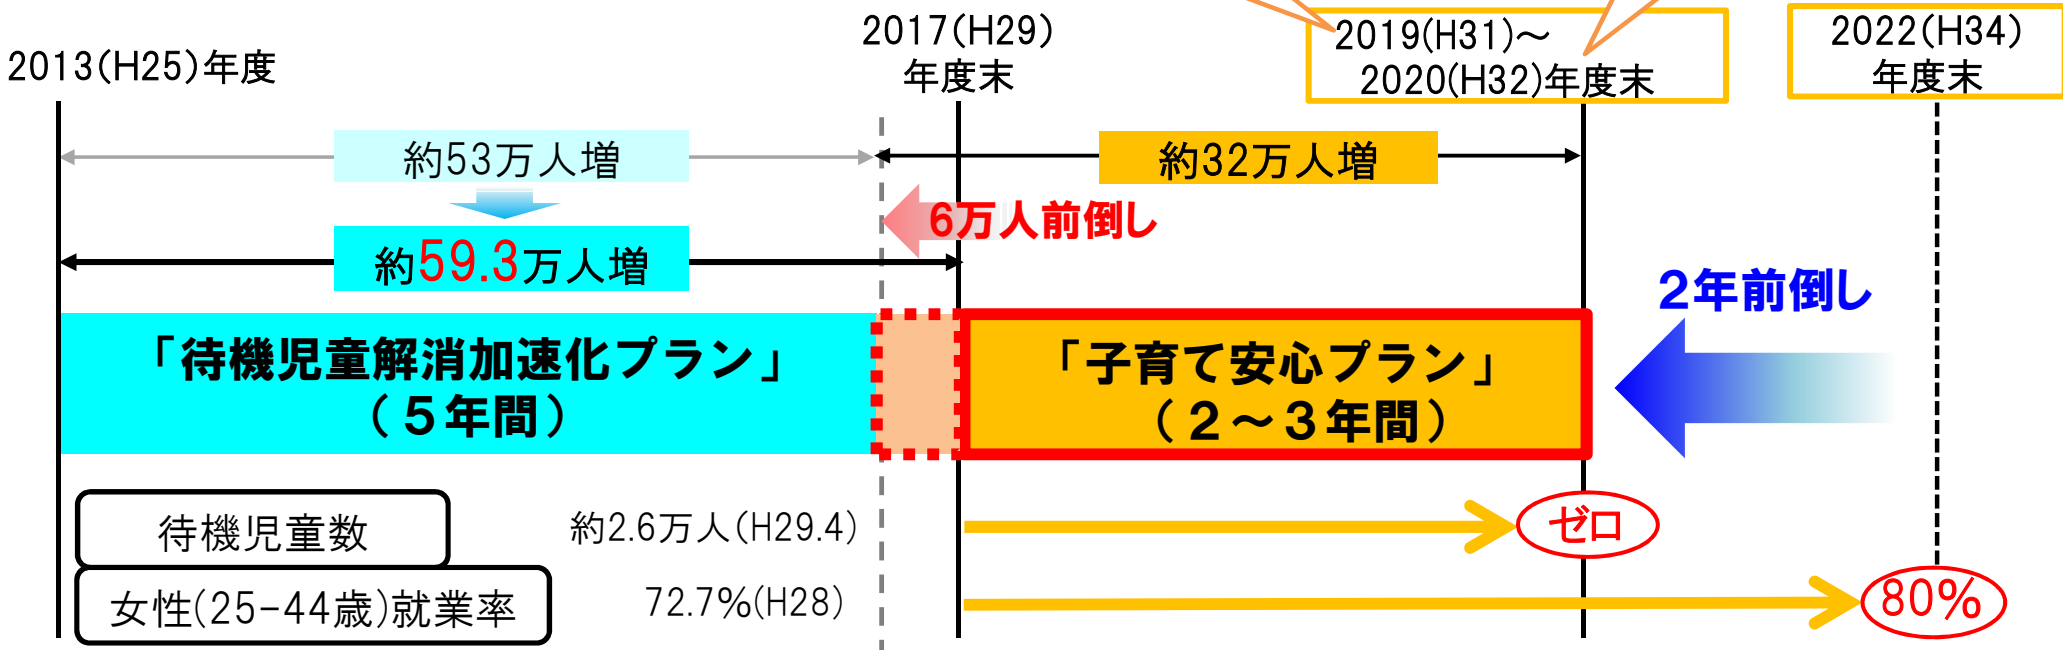 2013(H25)年度
2017(H29)
年度末
2019(H31)～
2020(H32)年度末
2022(H34)
年度末
約53万人増
約32万人増
6万人前倒し
約59.3万人増
2年前倒し
「待機児童解消加速化プラン」
（５年間）
「子育て安心プラン」
（２～３年間）
待機児童数
約2.6万人(H29.4)
ゼロ
女性(25-44歳)就業率
72.7%(H28)
80%